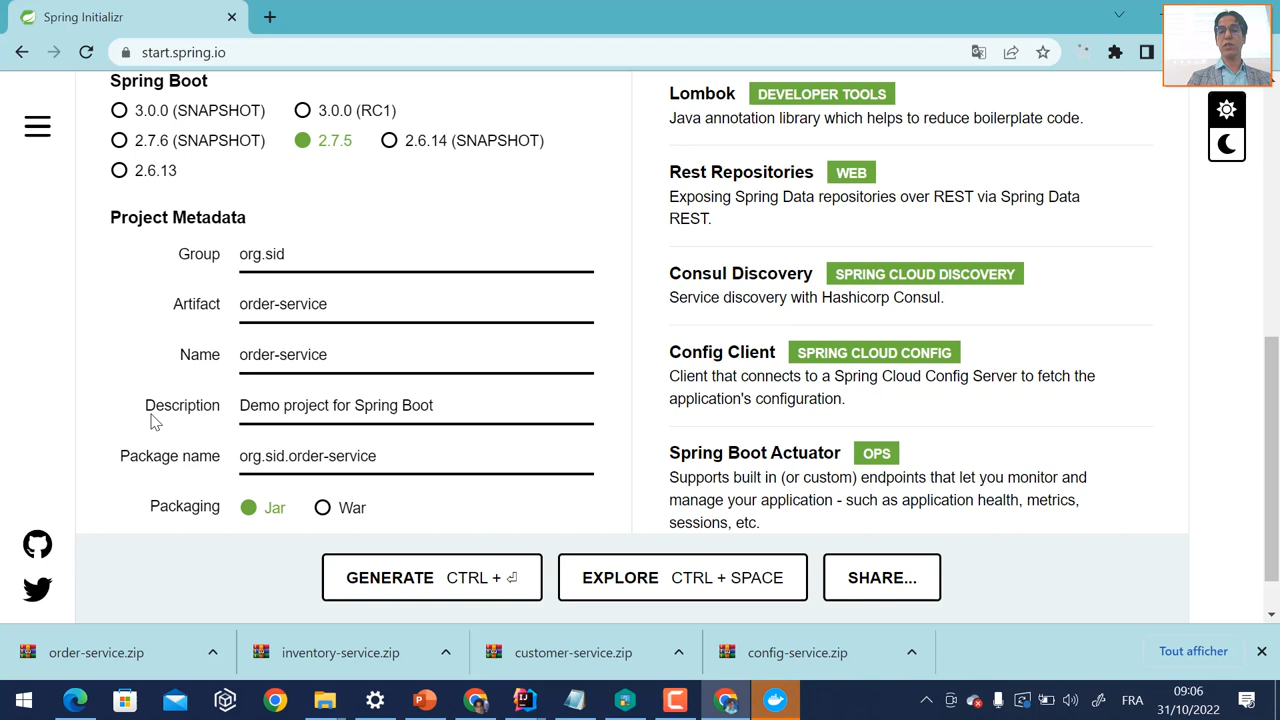 Spring Initializr
start.spring.io
Spring Boot
3.0.0 (SNAPSHOT)
3.0.0 (RC1)
2.7.6 (SNAPSHOT)
2.7.5
2.6.14 (SNAPSHOT)
2.6.13
Project Metadata
Group
org.sid
Artifact
order-service
Name
order-service
Description
Demo project for Spring Boot
Package name
org.sid.order-service
Packaging
Jar
War
Lombok
DEVELOPER TOOLS
Java annotation library which helps to reduce boilerplate code.
Rest Repositories
WEB
Exposing Spring Data repositories over REST via Spring Data
REST.
Consul Discovery
SPRING CLOUD DISCOVERY
Service discovery with Hashicorp Consul.
Config Client
SPRING CLOUD CONFIG
Client that connects to a Spring Cloud Config Server to fetch the
application's configuration.
Spring Boot Actuator
OPS
Supports built in (or custom) endpoints that let you monitor and
manage your application - such as application health, metrics,
sessions, etc.
GENERATE CTRL + ⏎
EXPLORE CTRL + SPACE
SHARE...
order-service.zip
inventory-service.zip
customer-service.zip
config-service.zip
Tout afficher
FRA
09:06
31/10/2022